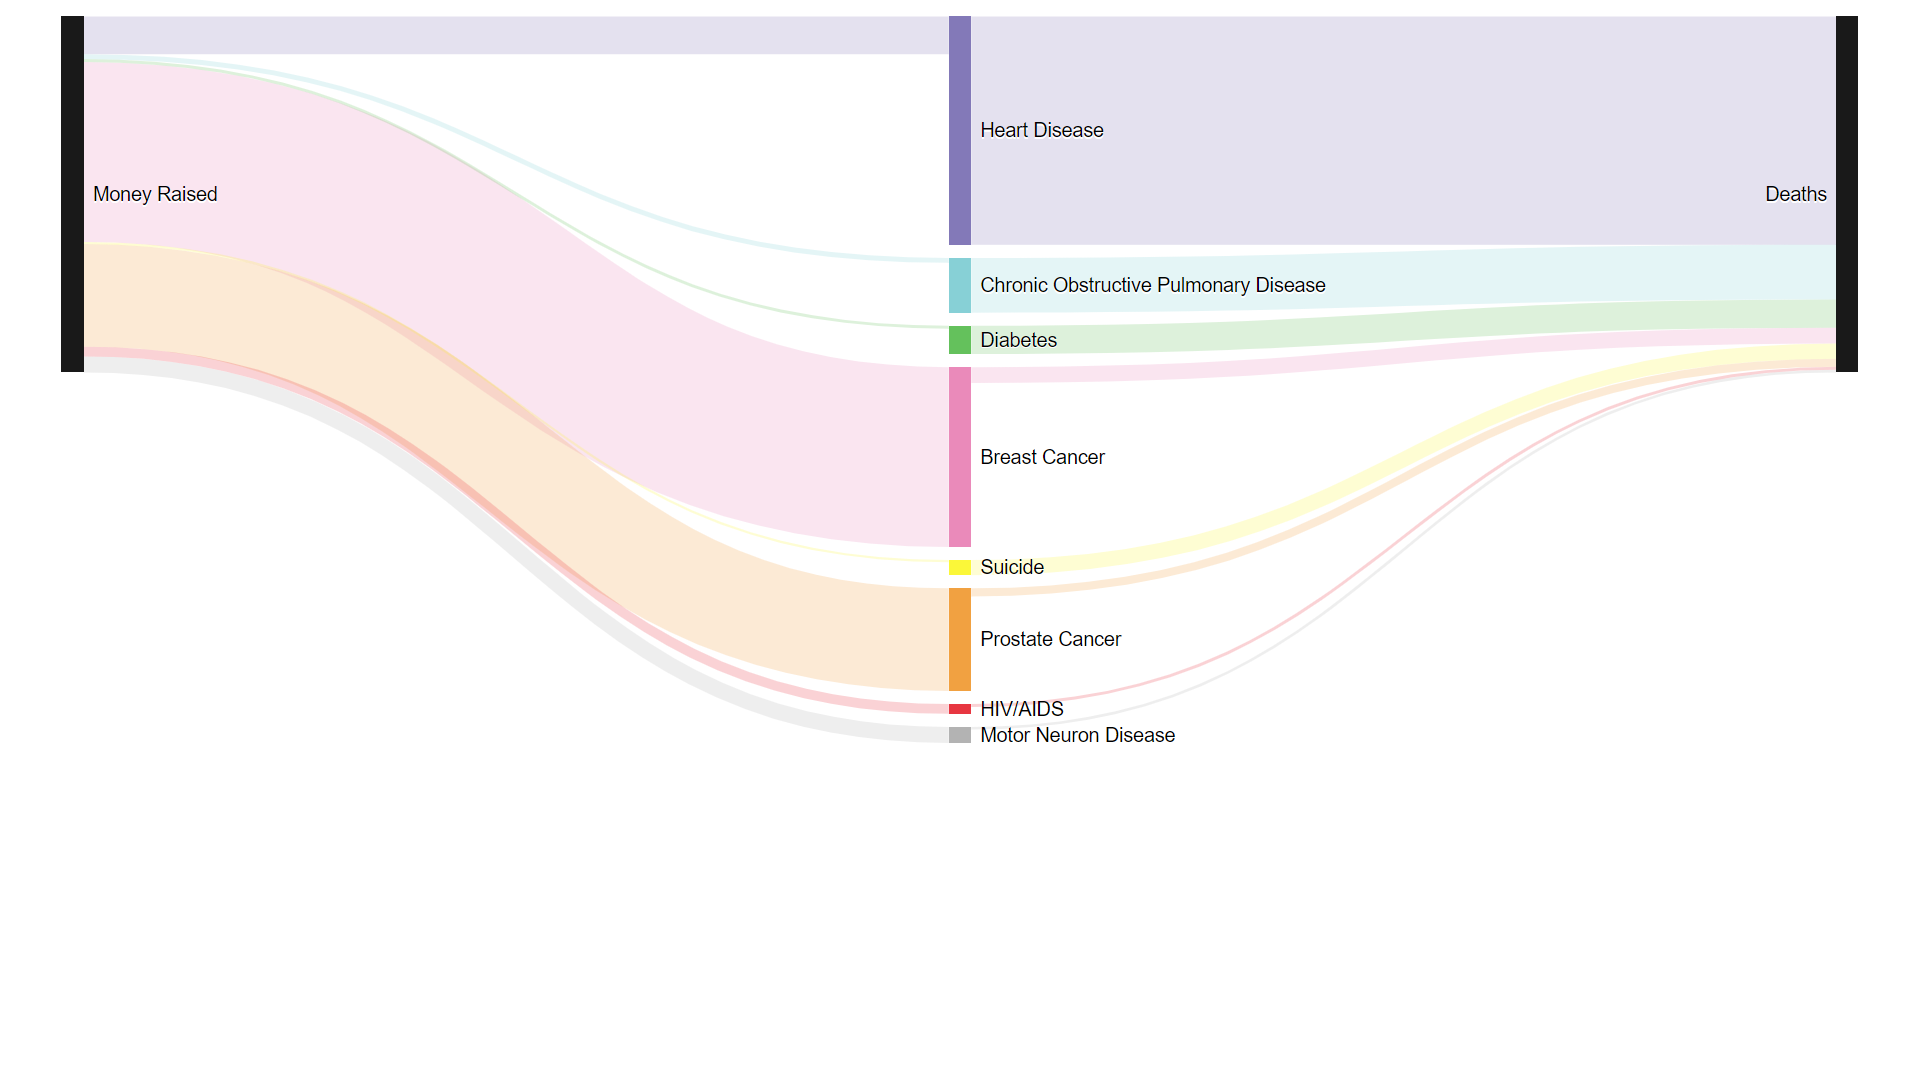 Money Raised
Heart Disease
Chronic Obstructive Pulmonary Disease
Diabetes
Breast Cancer
Suicide
Prostate Cancer
HIV/AIDS
Motor Neuron Disease
Deaths